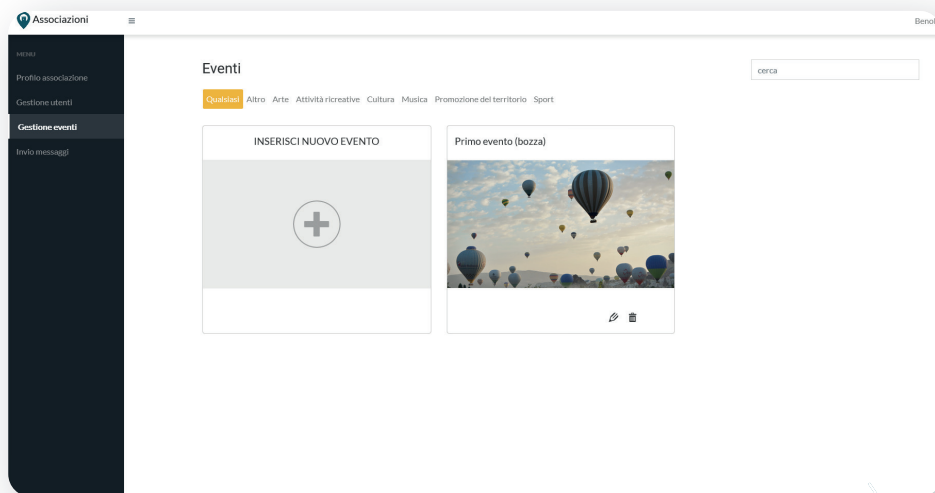 Associazioni
Benol
MENU
Profilo associazione
Gestione utenti
Gestione eventi
Invio messaggi
Eventi
cerca
Qualsiasi Altro Arte Attività ricreative Cultura Musica Promozione del territorio Sport
INSERISCI NUOVO EVENTO
Primo evento (bozza)